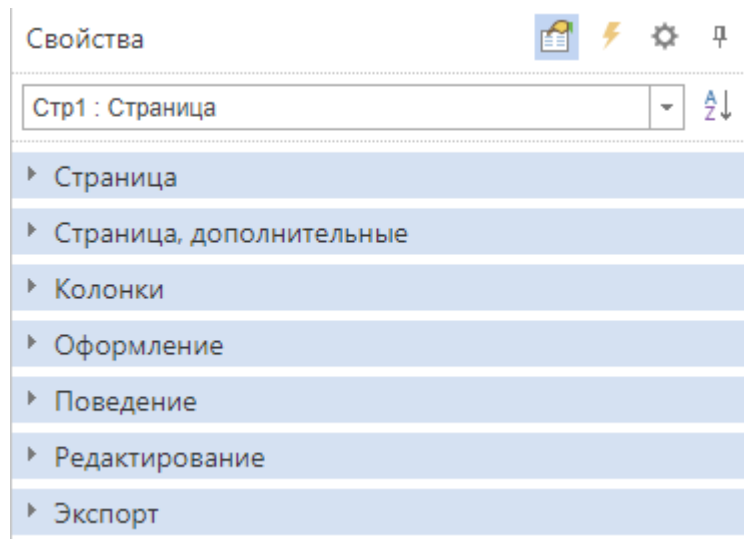 Свойства
Стр1 : Страница
Страница
Страница, дополнительные
Колонки
Оформление
Поведение
Редактирование
Экспорт